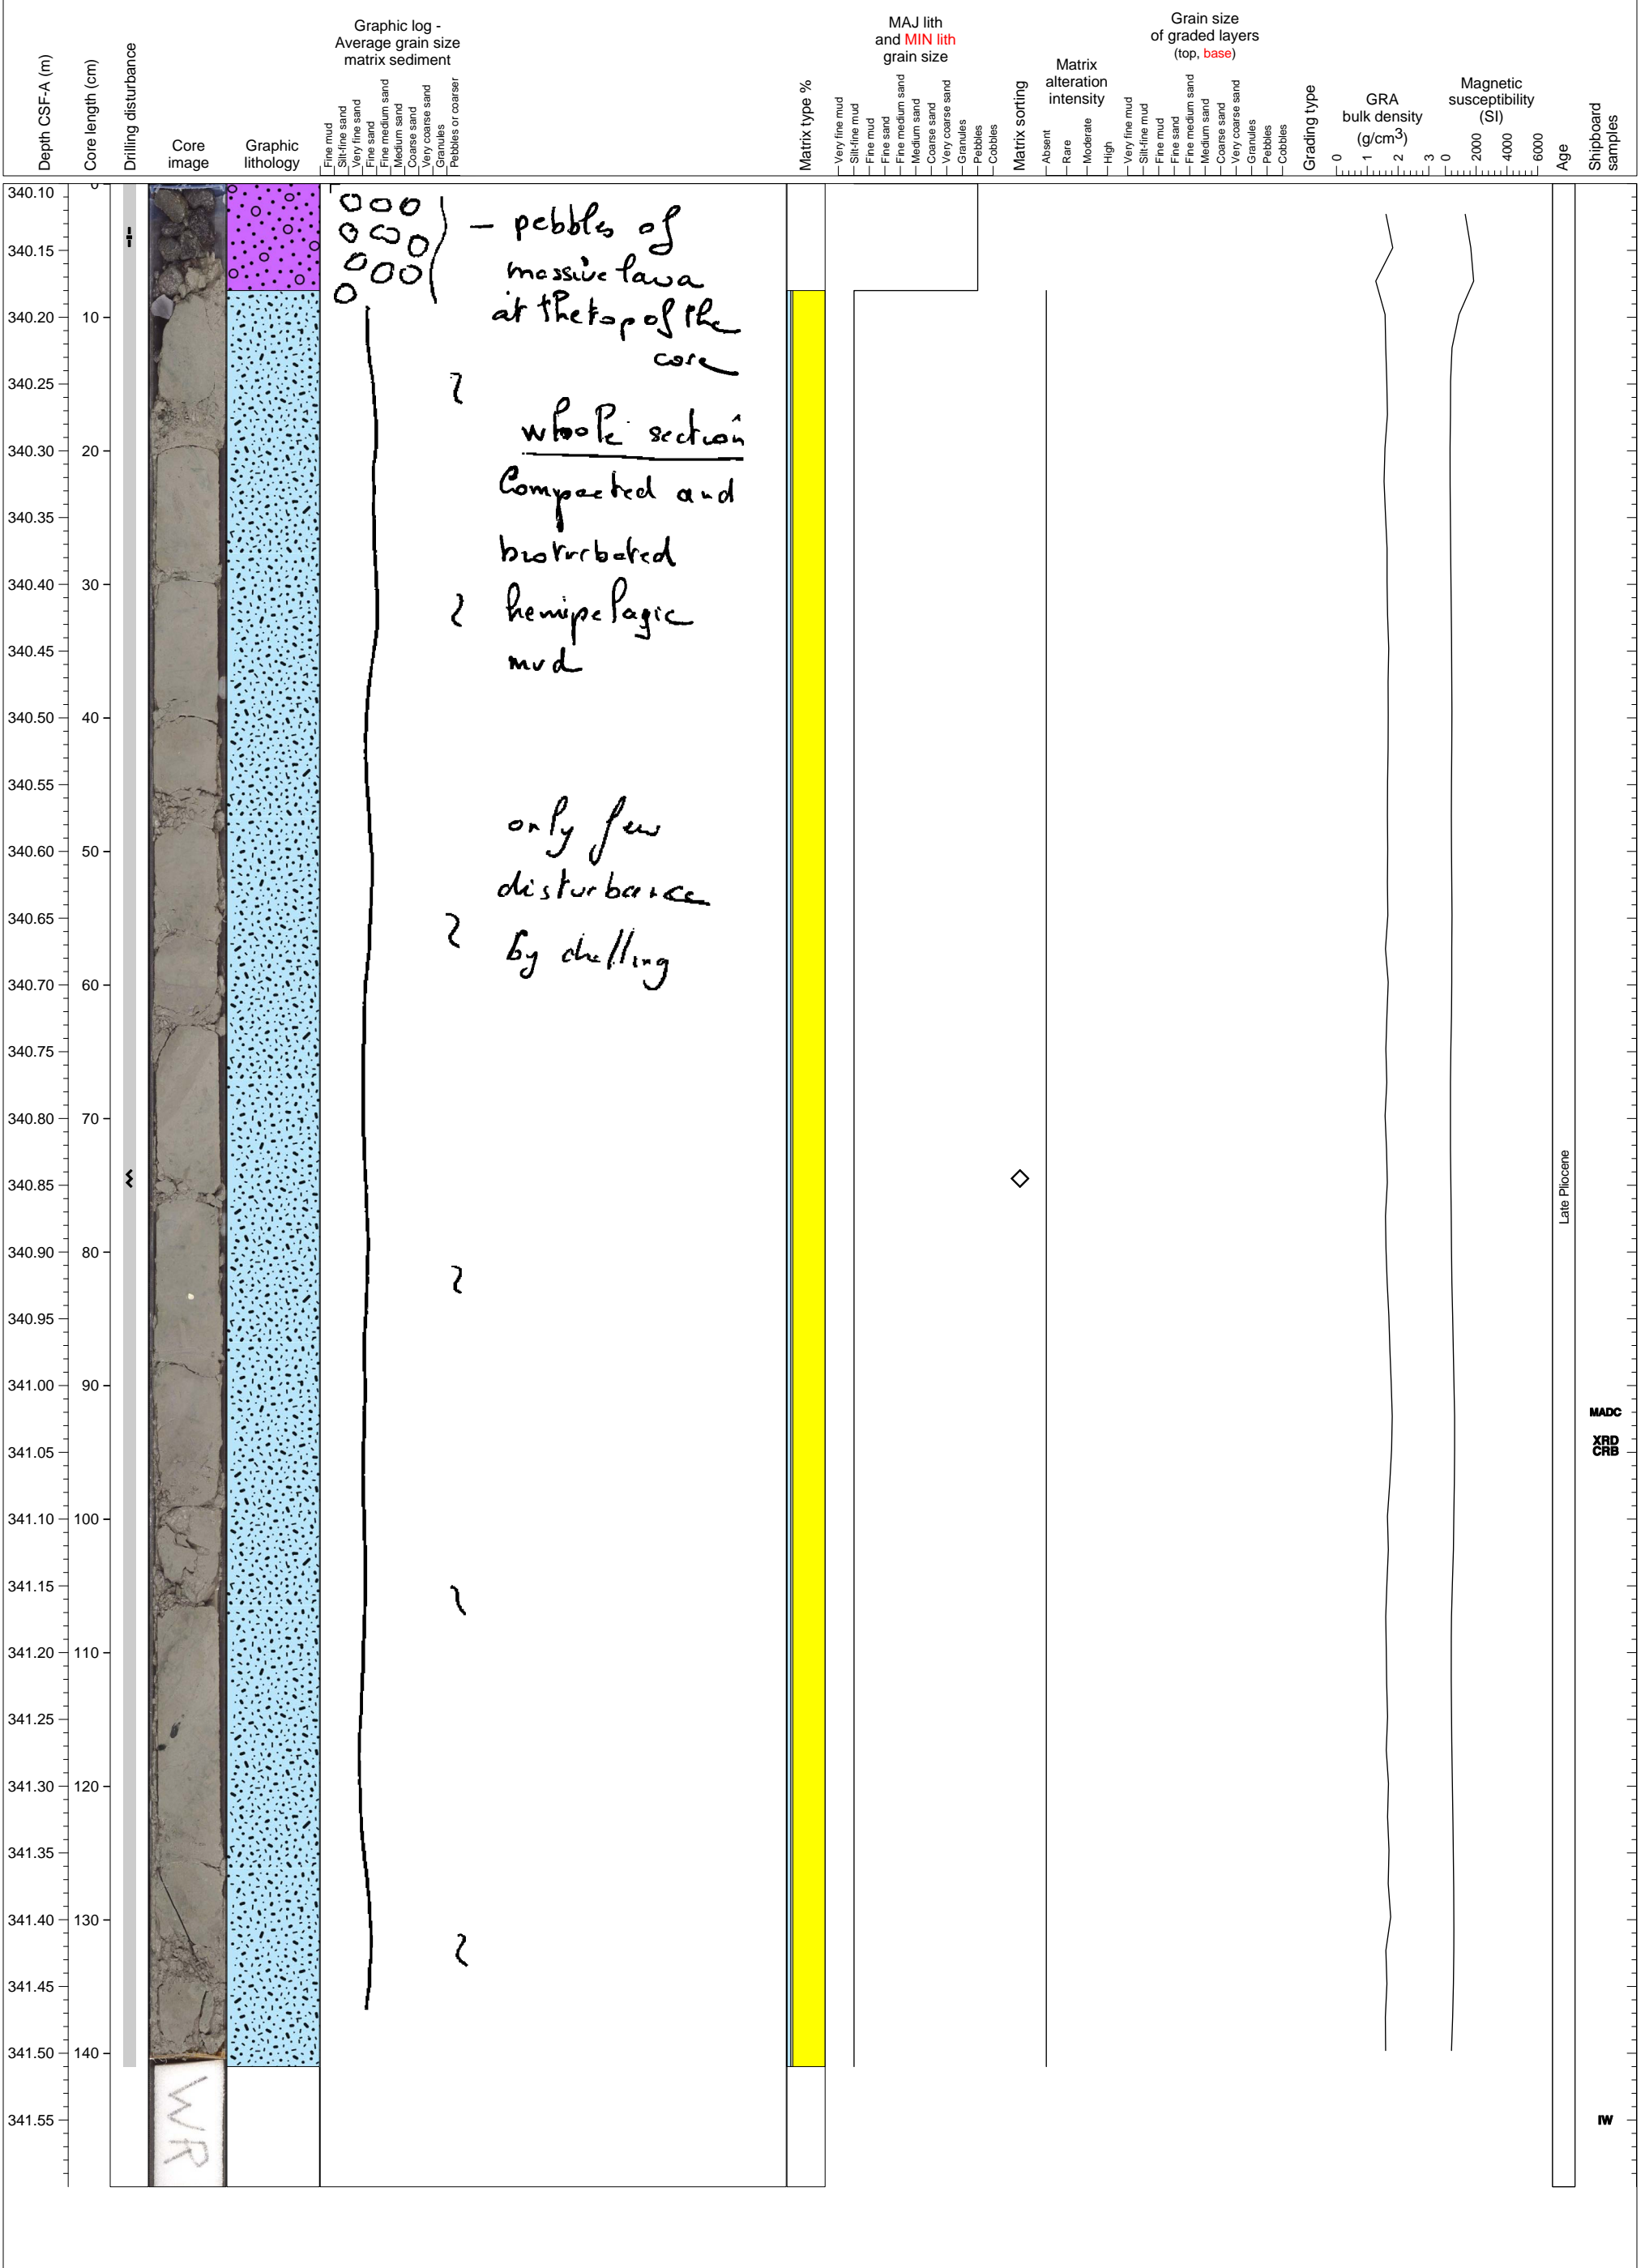 Depth CSF-A (m)
Core length (cm)
Drilling disturbance
Core
image
Graphic
lithology
Graphic log -
Average grain size
matrix sediment
Fine mud
Silt-fine sand
Very fine sand
Fine sand
Fine medium sand
Medium sand
Coarse sand
Very coarse sand
Granules
Pebbles or coarser
Matrix type %
MAJ lith
and MIN lith
grain size
Very fine mud
Silt-fine mud
Fine mud
Fine sand
Fine medium sand
Medium sand
Coarse sand
Very coarse sand
Granules
Pebbles
Cobbles
Matrix sorting
Matrix
alteration
intensity
Absent
Rare
Moderate
High
Grain size
of graded layers
(top, base)
Very fine mud
Silt-fine mud
Fine mud
Fine sand
Fine medium sand
Medium sand
Coarse sand
Very coarse sand
Granules
Pebbles
Cobbles
Grading type
GRA
bulk density
(g/cm3)
0 1 2 3
Magnetic
susceptibility
(SI)
0 2000 4000 6000
Age
Shipboard
samples
340.10
340.15
340.20
340.25
340.30
340.35
340.40
340.45
340.50
340.55
340.60
340.65
340.70
340.75
340.80
340.85
340.90
340.95
341.00
341.05
341.10
341.15
341.20
341.25
341.30
341.35
341.40
341.45
341.50
341.55
0
10
20
30
40
50
60
70
80
90
100
110
120
130
140
WR
– pebbles of
massive lava
at the top of the
core
whole section
Compacted and
bioturbated
hemipelagic
mud
only few
disturbance
by drilling
Late Pliocene
MADC
XRD
CRB
IW